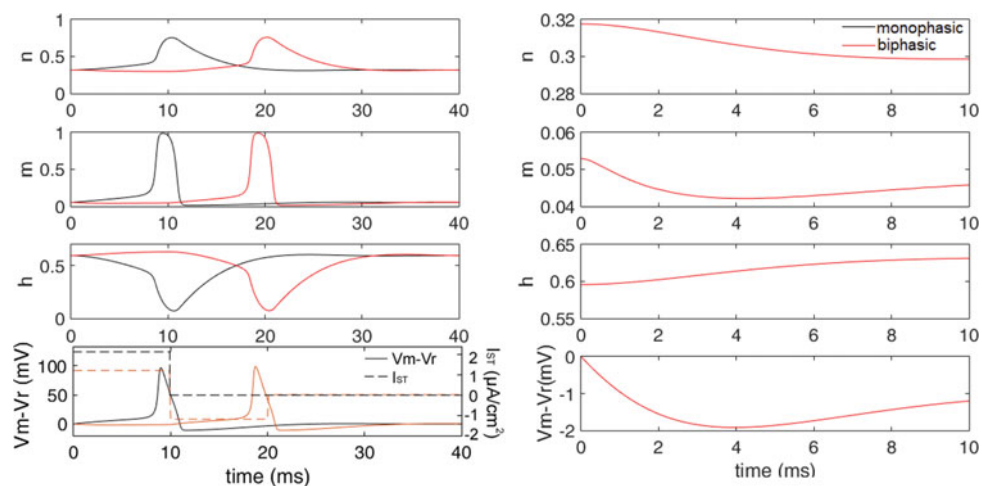 n
1
0.5
0
0 10 20 30 40
m
1
0.5
0
0 10 20 30 40
h
0.5
0
0 10 20 30 40
Vm-Vr (mV)
100
50
0
Vm-Vr
I_ST
2
1
0
-1
-2
I_ST (µA/cm²)
0 10 20 30 40
time (ms)
n
0.32
0.3
0.28
monophasic
biphasic
0 2 4 6 8 10
m
0.06
0.05
0.04
0 2 4 6 8 10
h
0.65
0.6
0.55
0 2 4 6 8 10
Vm-Vr(mV)
0
-1
-2
0 2 4 6 8 10
time (ms)